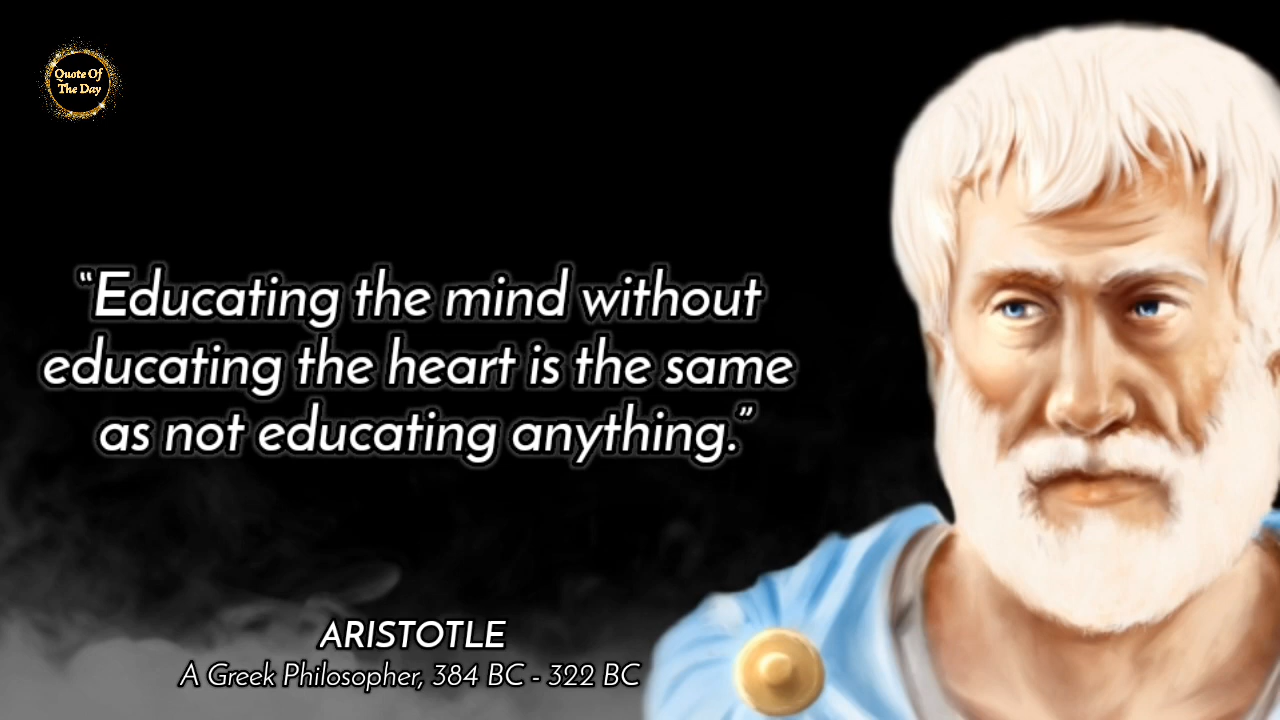 Quote Of
The Day
“Educating the mind without
educating the heart is the same
as not educating anything.”
ARISTOTLE
A Greek Philosopher, 384 BC - 322 BC